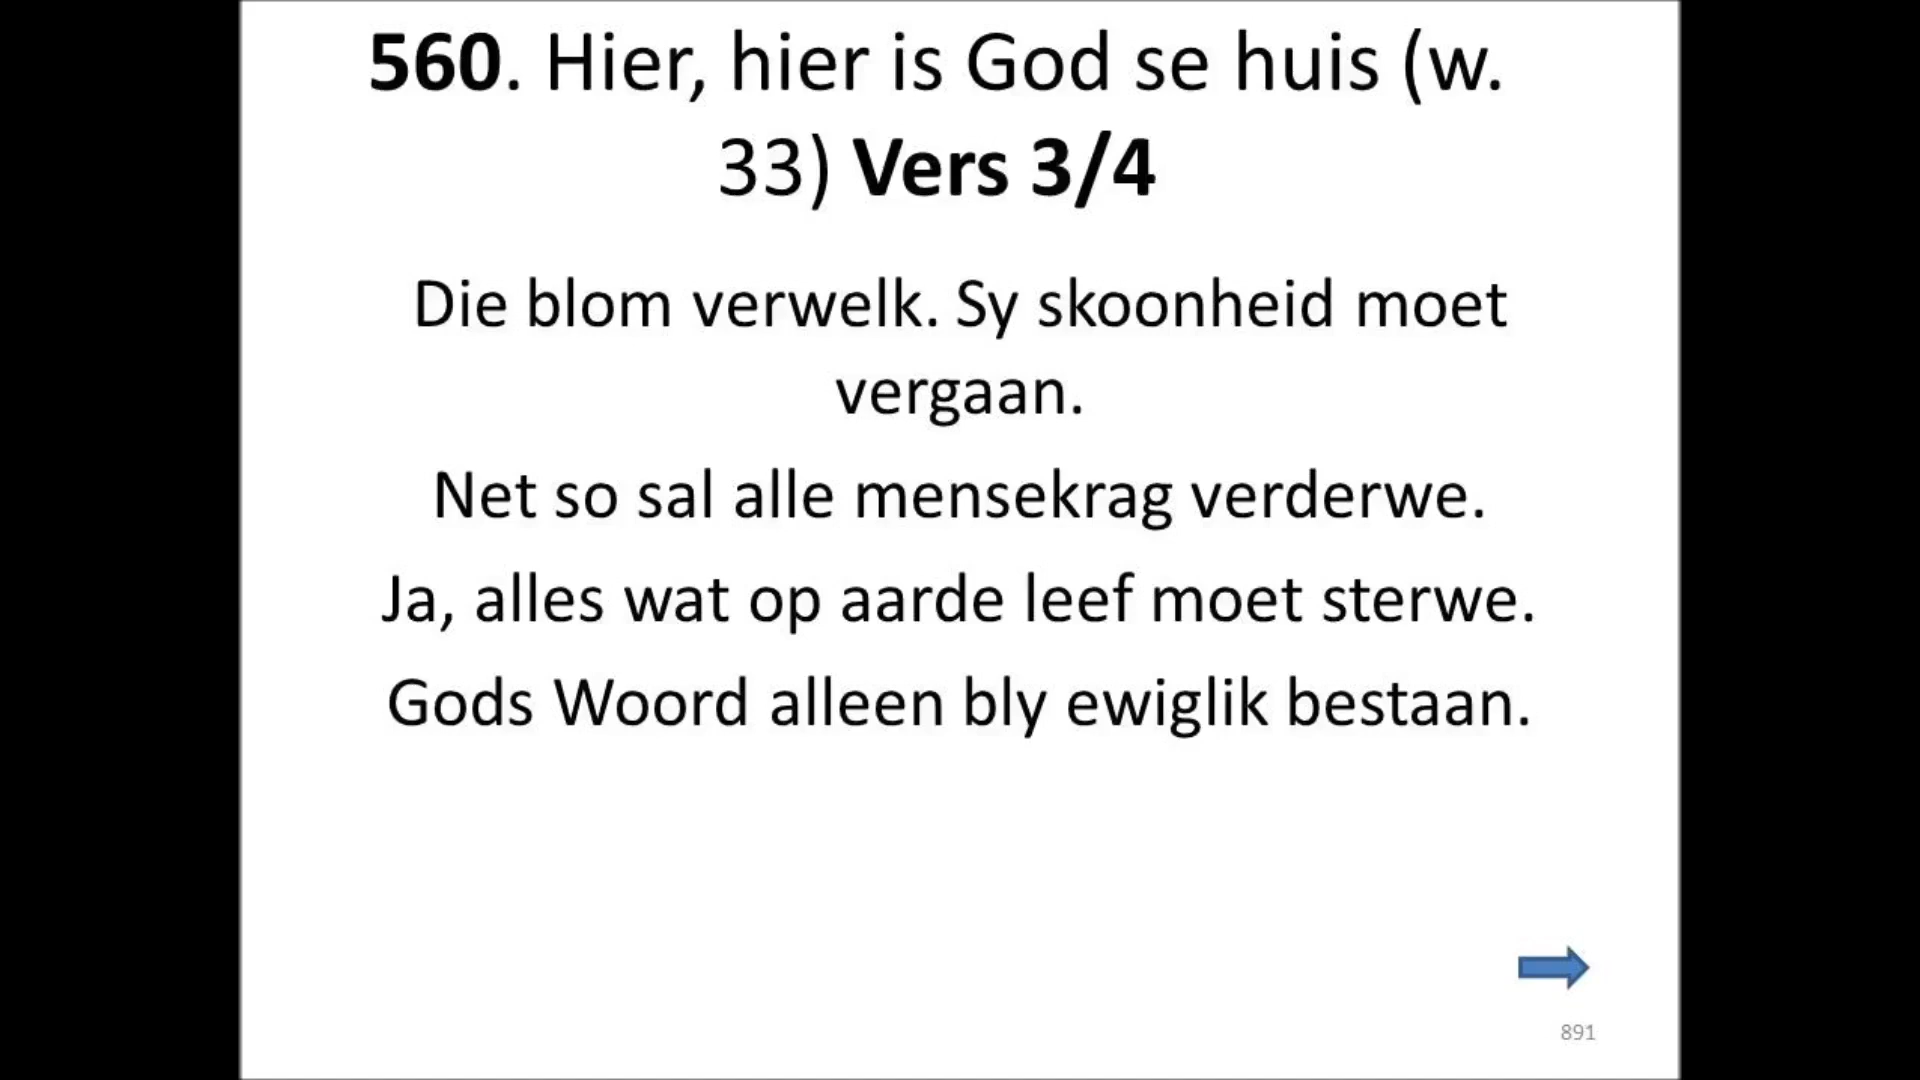 560. Hier, hier is God se huis (w.
33) Vers 3/4
Die blom verwelk. Sy skoonheid moet
vergaan.
Net so sal alle mensekrag verderwe.
Ja, alles wat op aarde leef moet sterwe.
Gods Woord alleen bly ewiglik bestaan.
891